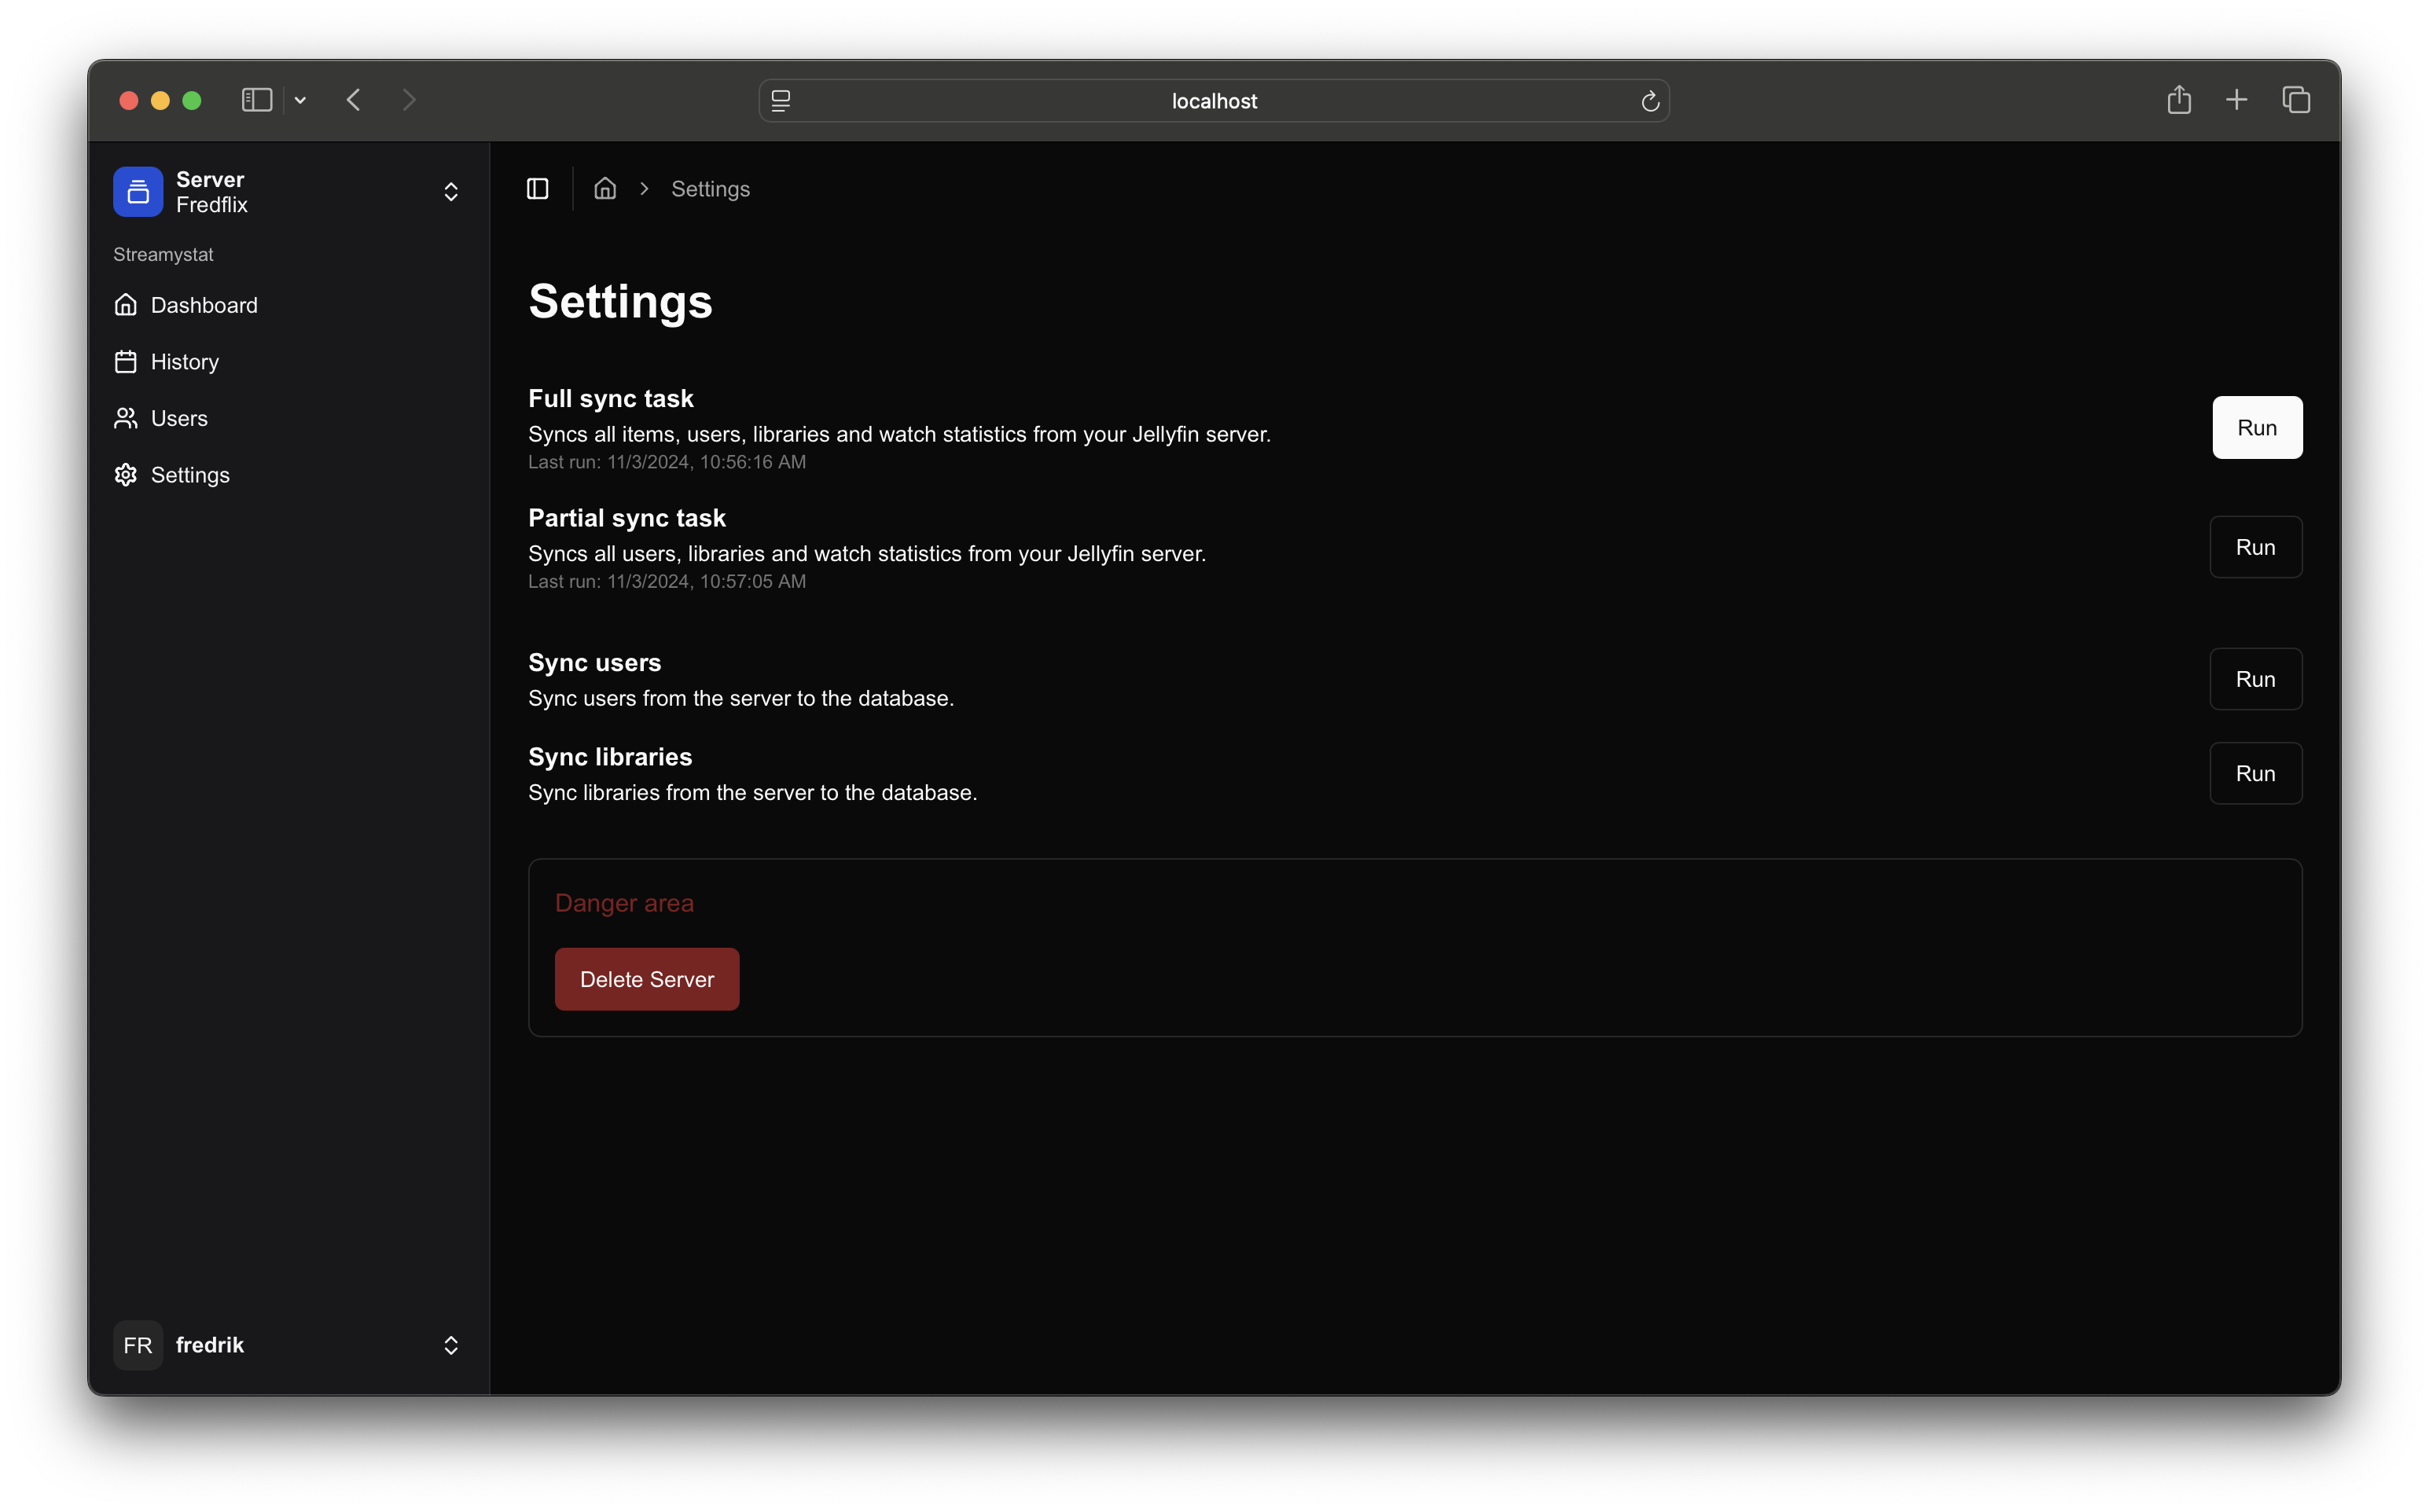 localhost
Server
Fredflix
Streamystat
Dashboard
History
Users
Settings
FR
fredrik
Settings
Settings
Full sync task
Syncs all items, users, libraries and watch statistics from your Jellyfin server.
Last run: 11/3/2024, 10:56:16 AM
Run
Partial sync task
Syncs all users, libraries and watch statistics from your Jellyfin server.
Last run: 11/3/2024, 10:57:05 AM
Run
Sync users
Sync users from the server to the database.
Run
Sync libraries
Sync libraries from the server to the database.
Run
Danger area
Delete Server